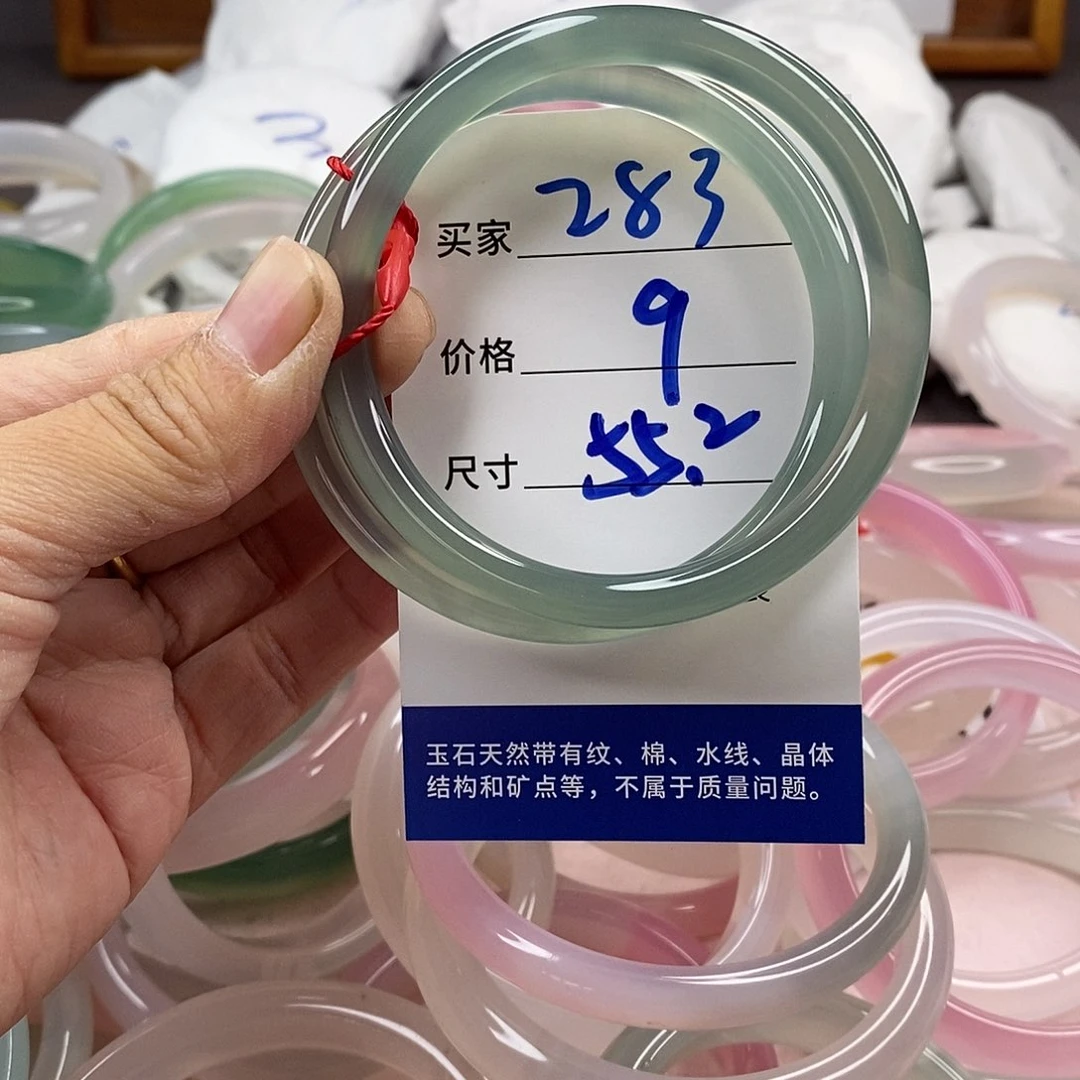 买家 283
价格 9
尺寸 55.2
玉石天然带有纹、棉、水线、晶体
结构和矿点等，不属于质量问题。